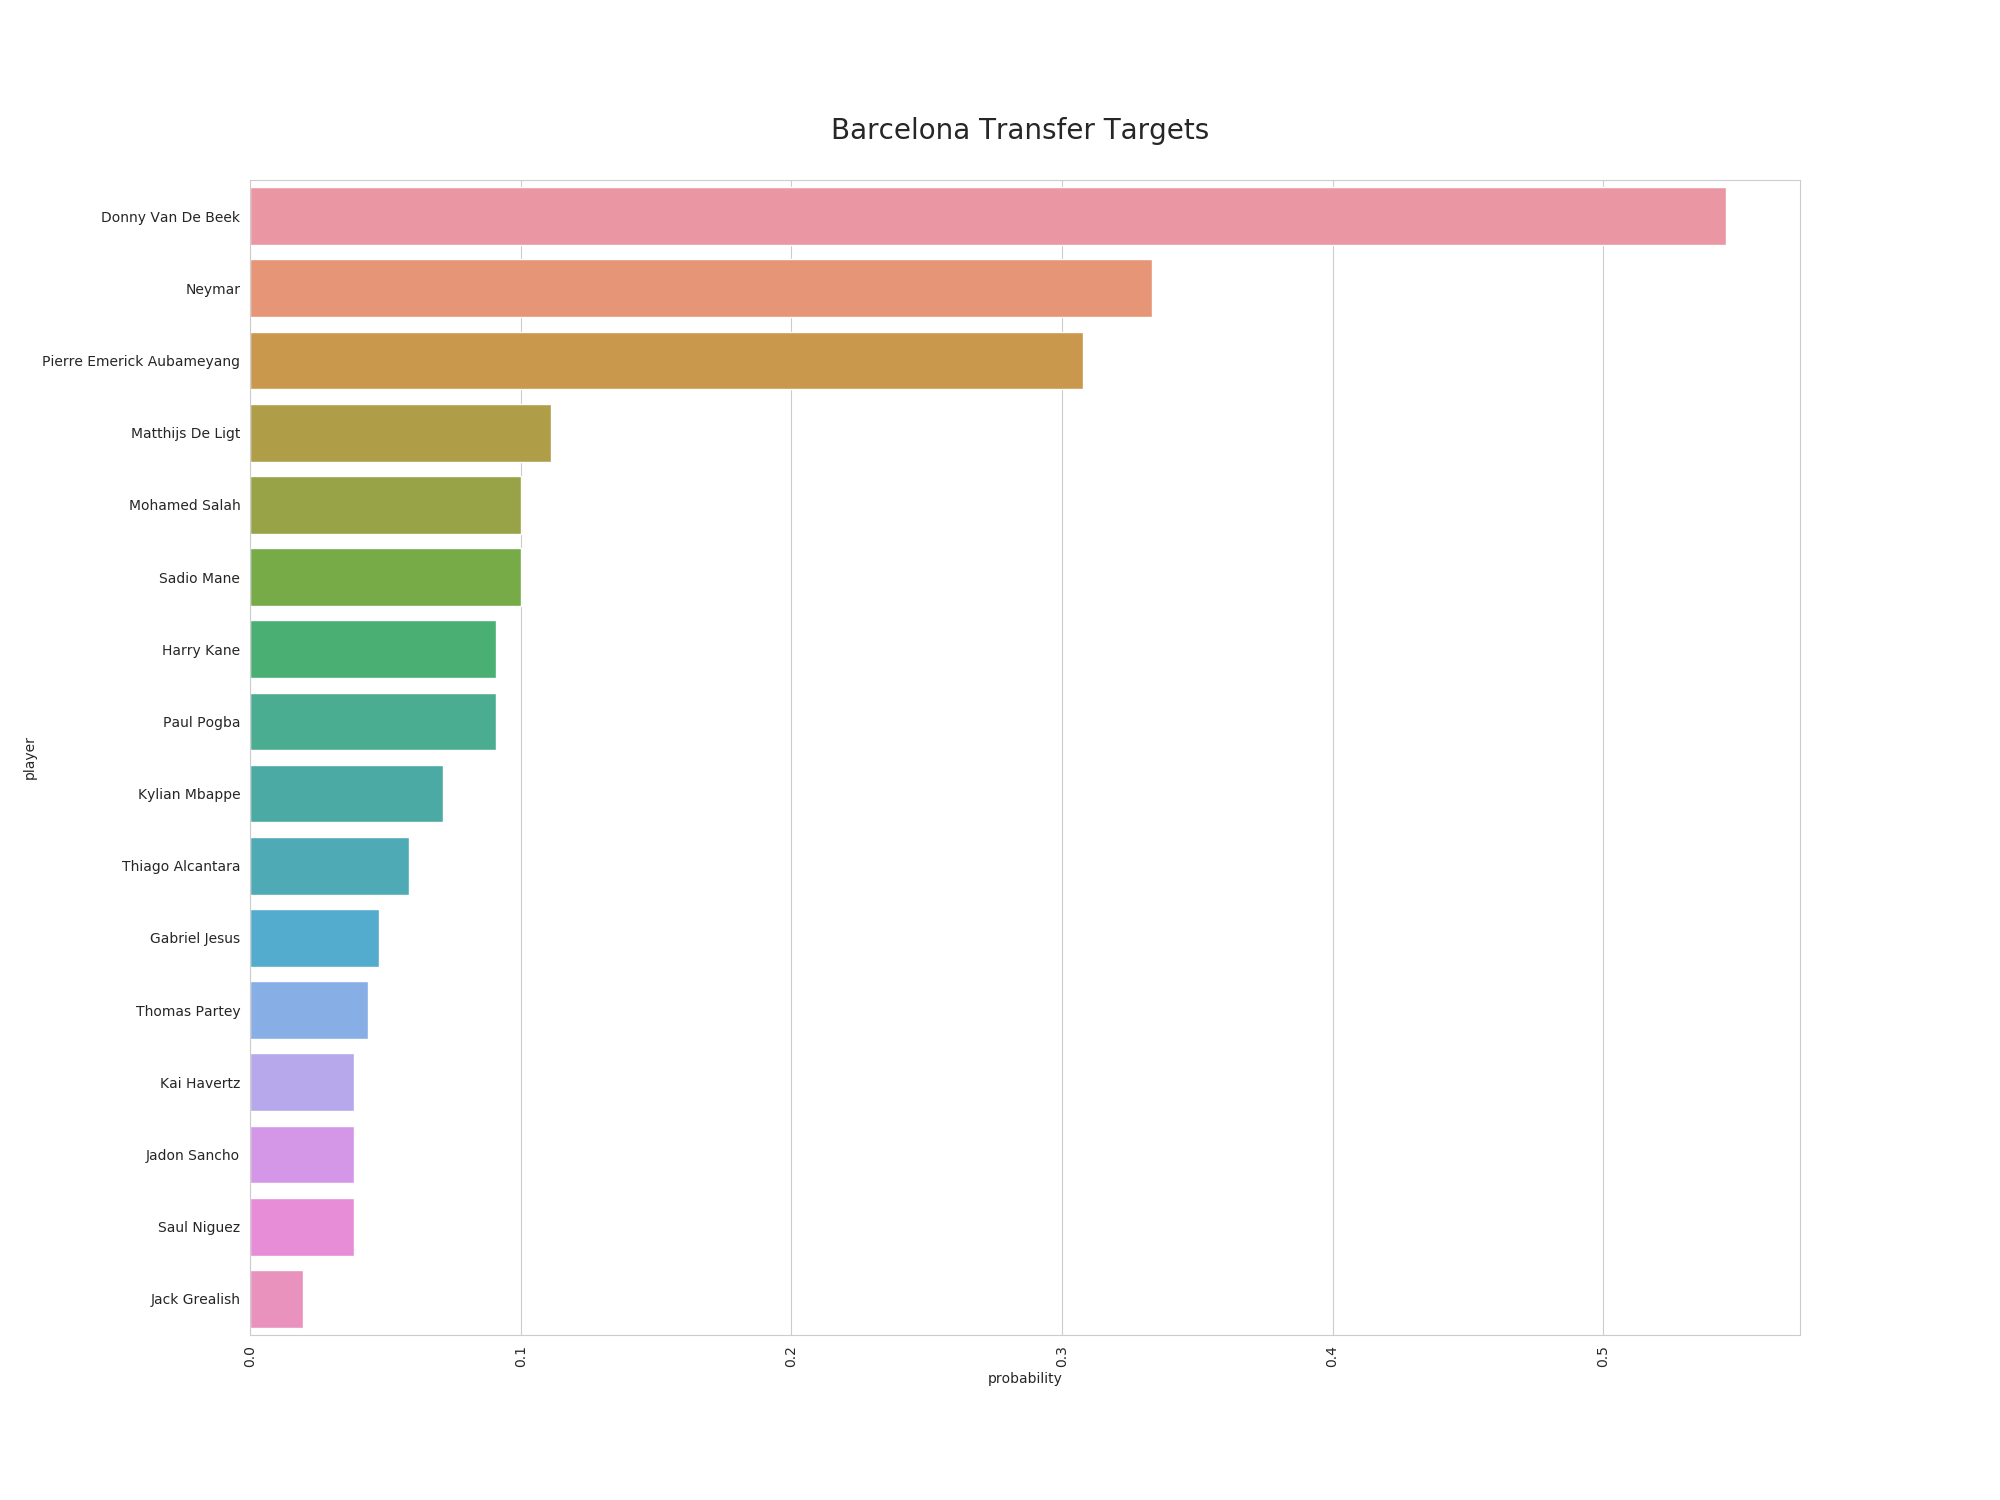 Barcelona Transfer Targets
Donny Van De Beek
Neymar
Pierre Emerick Aubameyang
Matthijs De Ligt
Mohamed Salah
Sadio Mane
Harry Kane
Paul Pogba
player
Kylian Mbappe
Thiago Alcantara
Gabriel Jesus
Thomas Partey
Kai Havertz
Jadon Sancho
Saul Niguez
Jack Grealish
0.0 0.1 0.2 0.3 0.4 0.5
probability